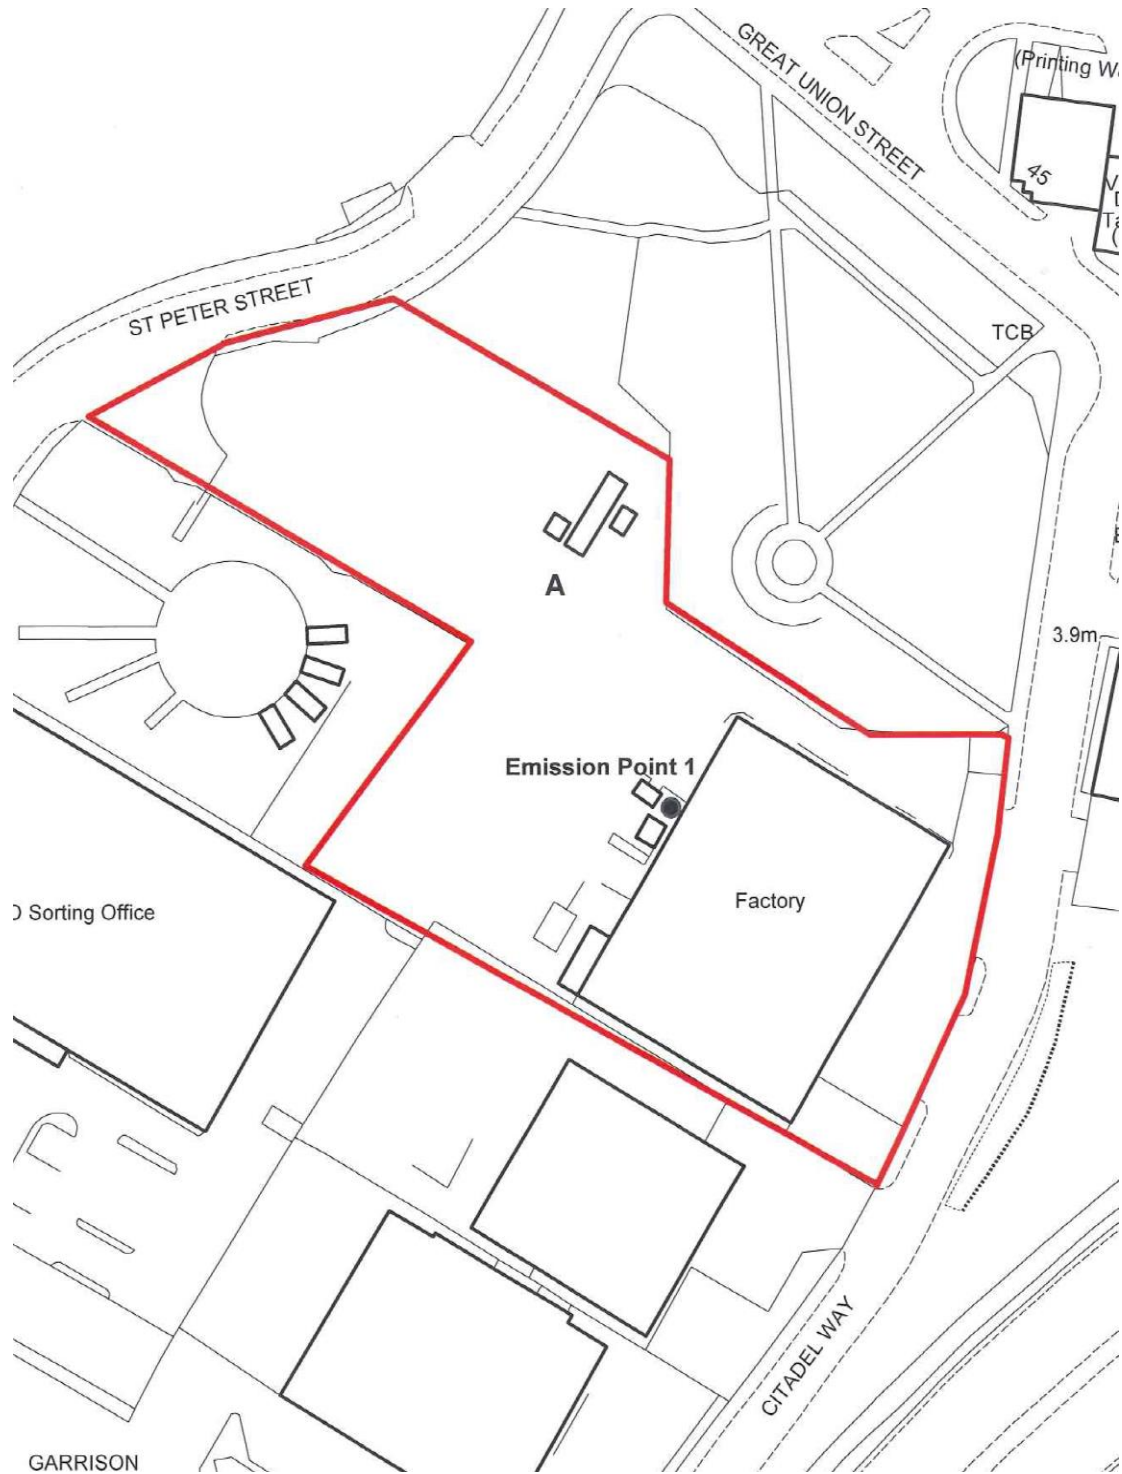 GREAT UNION STREET
(Printing W
45
ST PETER STREET
TCB
A
3.9m
Emission Point 1
Factory
Sorting Office
CITADEL WAY
GARRISON